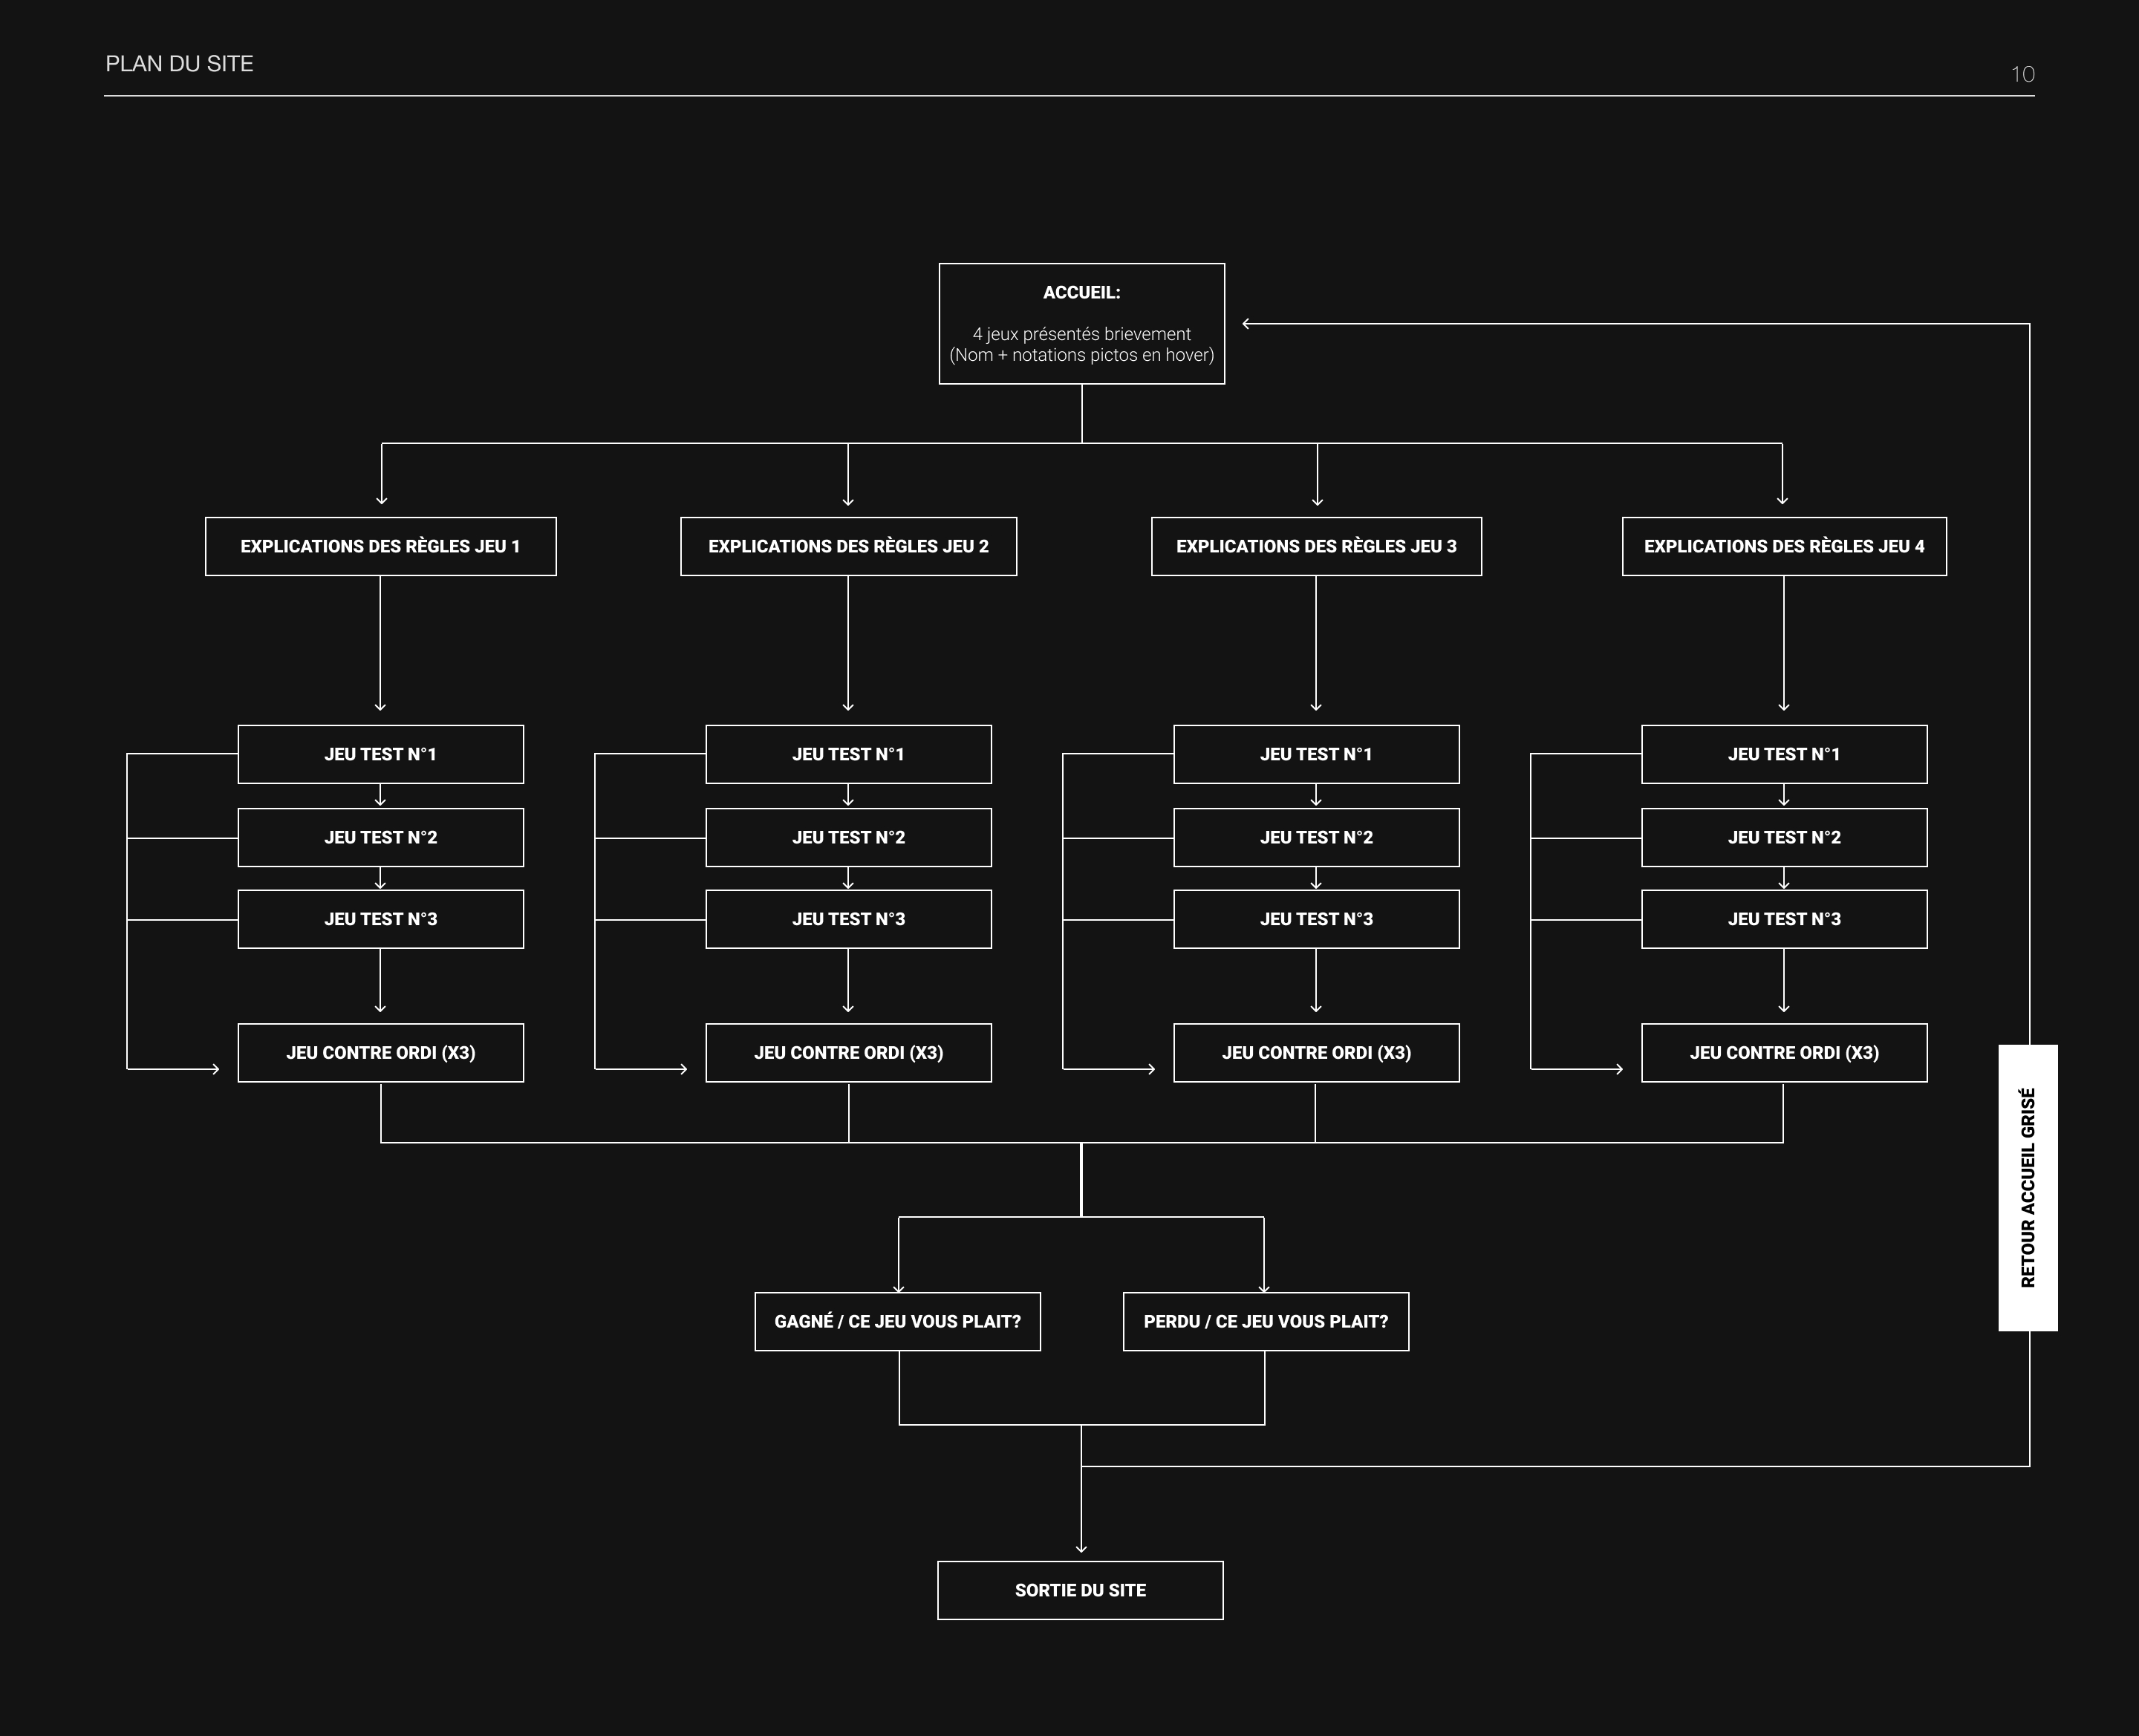 PLAN DU SITE
10
ACCUEIL:
4 jeux présentés brievement
(Nom + notations pictos en hover)
EXPLICATIONS DES RÈGLES JEU 1
EXPLICATIONS DES RÈGLES JEU 2
EXPLICATIONS DES RÈGLES JEU 3
EXPLICATIONS DES RÈGLES JEU 4
JEU TEST N°1
JEU TEST N°1
JEU TEST N°1
JEU TEST N°1
JEU TEST N°2
JEU TEST N°2
JEU TEST N°2
JEU TEST N°2
JEU TEST N°3
JEU TEST N°3
JEU TEST N°3
JEU TEST N°3
JEU CONTRE ORDI (X3)
JEU CONTRE ORDI (X3)
JEU CONTRE ORDI (X3)
JEU CONTRE ORDI (X3)
RETOUR ACCUEIL GRISÉ
GAGNÉ / CE JEU VOUS PLAIT?
PERDU / CE JEU VOUS PLAIT?
SORTIE DU SITE